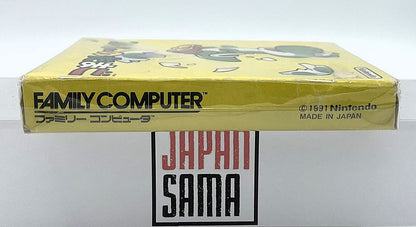 FAMILY COMPUTER™
ファミリー コンピュータ
©1991 Nintendo
MADE IN JAPAN
JAPAN
SAMA